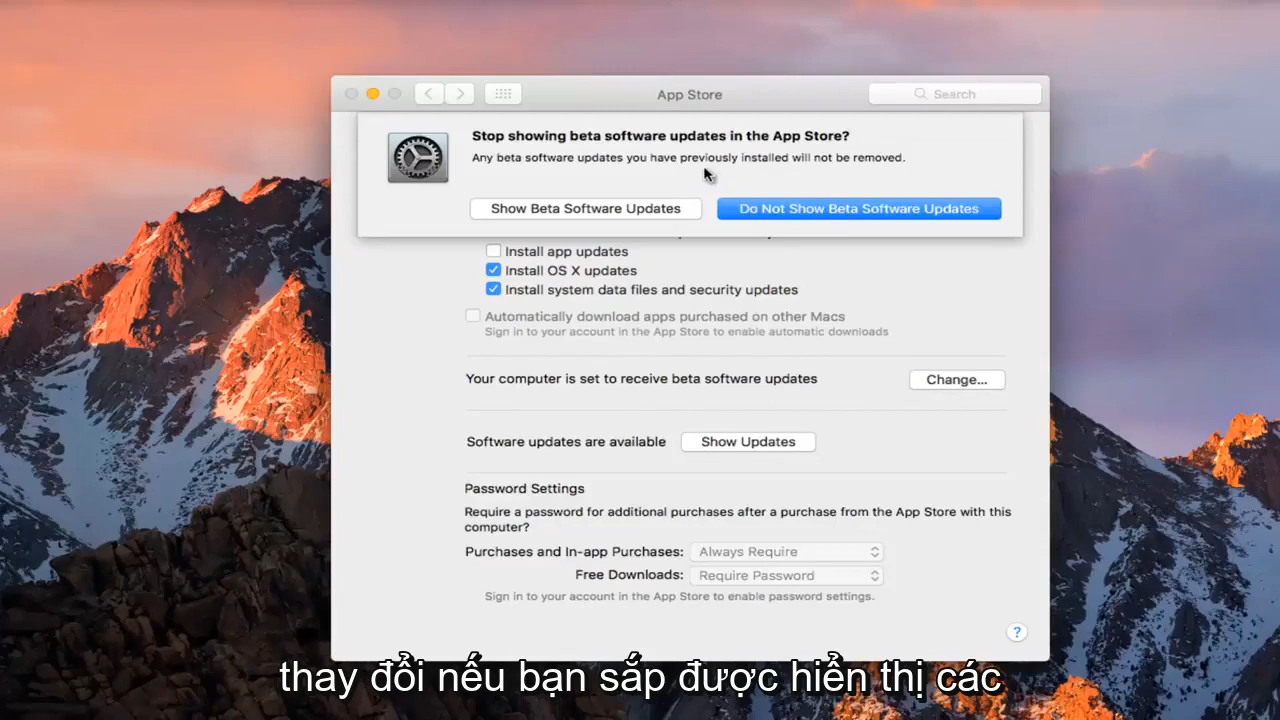 App Store
Search
Stop showing beta software updates in the App Store?
Any beta software updates you have previously installed will not be removed.
Show Beta Software Updates
Do Not Show Beta Software Updates
Install app updates
Install OS X updates
Install system data files and security updates
Automatically download apps purchased on other Macs
Sign in to your account in the App Store to enable automatic downloads
Your computer is set to receive beta software updates
Change...
Software updates are available
Show Updates
Password Settings
Require a password for additional purchases after a purchase from the App Store with this
computer?
Purchases and In-app Purchases: Always Require
Free Downloads: Require Password
Sign in to your account in the App Store to enable password settings.
?
thay đổi nếu bạn sắp được hiển thị các